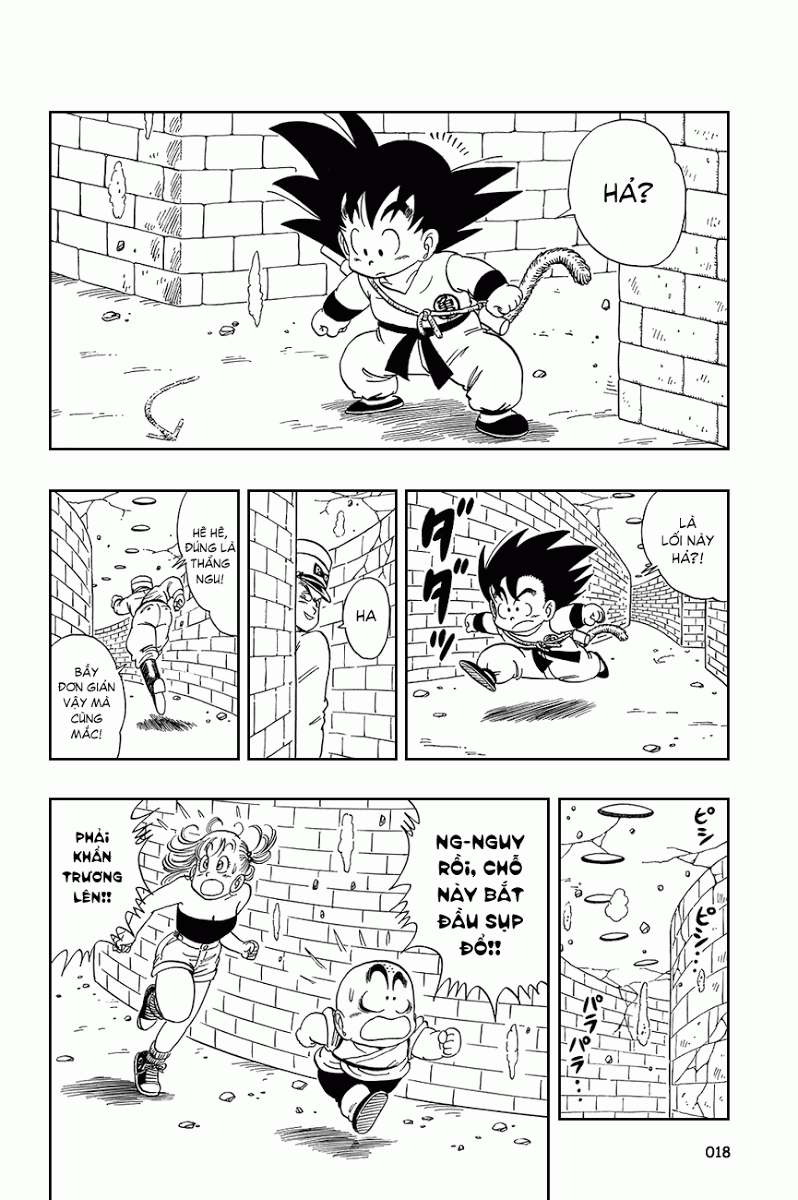 HẢ?
LÀ
LỐI NÀY
HẢ?!
ダダダッ
HA
HÊ HÊ,
ĐÚNG LÀ
THẰNG
NGU!
BẪY
ĐƠN GIẢN
VẬY MÀ
CŨNG
MẮC!
ピシ...
ピシ...
パラパラ...
NG-NGUY
RỒI, CHỖ
NÀY BẮT
ĐẦU SỤP
ĐỔ!!
PHẢI
KHẨN
TRƯƠNG
LÊN!!
018